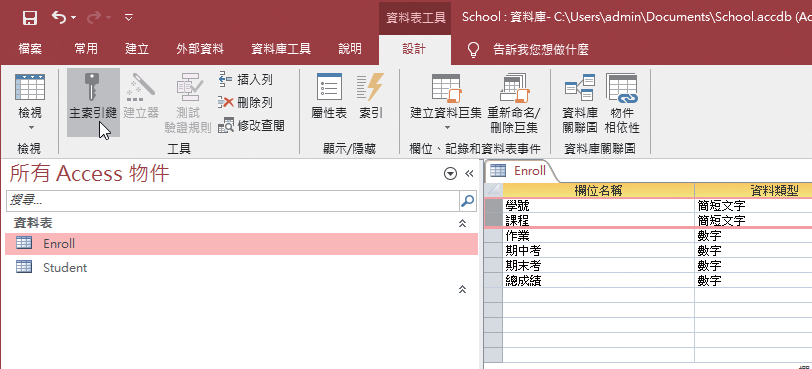 資料表工具
School : 資料庫- C:\Users\admin\Documents\School.accdb (Ac
檔案 常用 建立 外部資料 資料庫工具 說明 設計 告訴我您想做什麼
檢視
主索引鍵
建立器
測試
驗證規則
插入列
刪除列
修改查閱
屬性表
索引
建立資料巨集
重新命名/
刪除巨集
資料庫
關聯圖
物件
相依性
檢視 工具 顯示/隱藏 欄位、記錄和資料表事件 資料庫關聯圖
所有 Access 物件
搜尋...
資料表
Enroll
Student
Enroll
欄位名稱 資料類型
學號 簡短文字
課程 簡短文字
作業 數字
期中考 數字
期末考 數字
總成績 數字